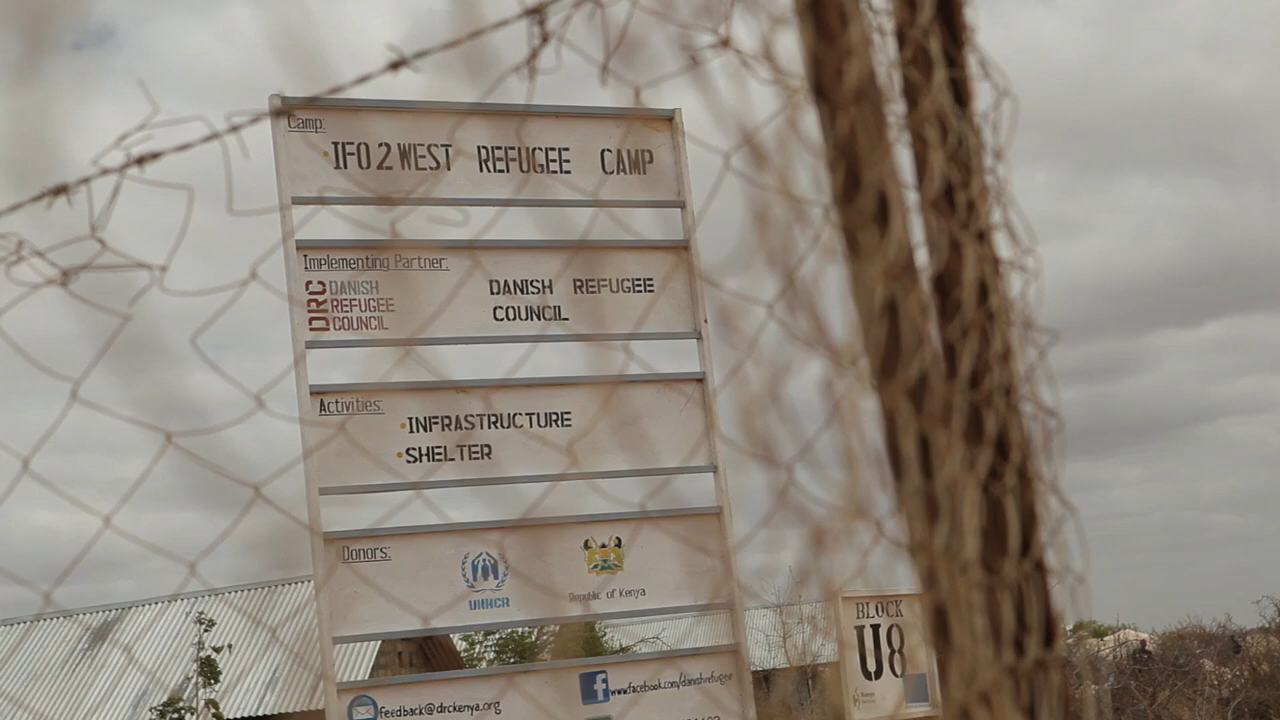 Camp:
IFO 2 WEST REFUGEE CAMP
Implementing Partner:
DRC DANISH REFUGEE COUNCIL
DANISH REFUGEE
COUNCIL
Activities:
•INFRASTRUCTURE
•SHELTER
Donors:
UNHCR
Republic of Kenya
feedback@drckenya.org
f www.facebook.com/danishrefugee
BLOCK
U8